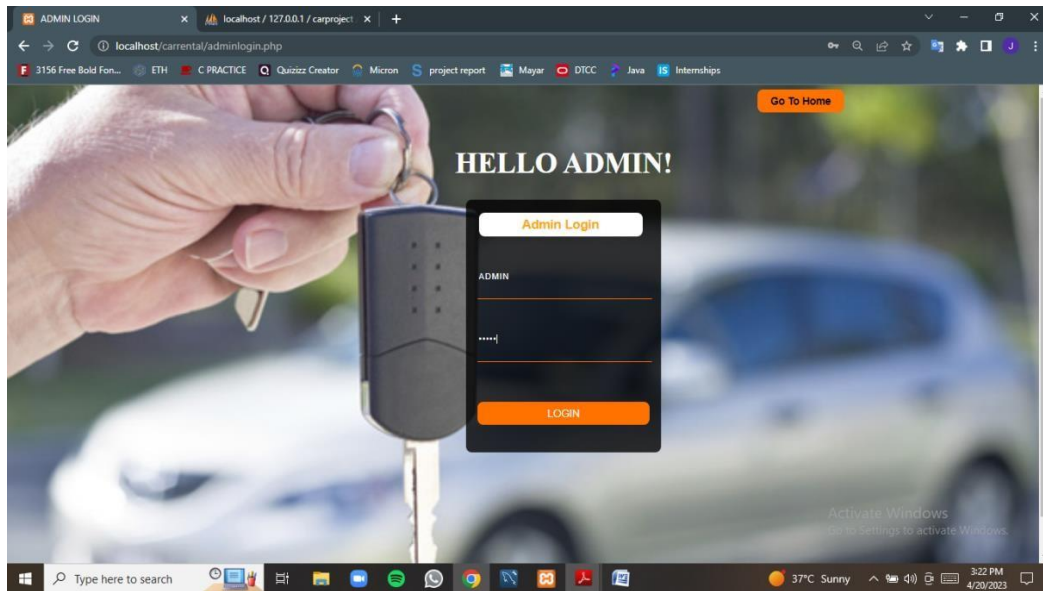 ADMIN LOGIN
localhost / 127.0.0.1 / carproject
localhost/carrental/adminlogin.php
J
F 3156 Free Bold Fon... ETH C PRACTICE Q Quizizz Creator Micron S project report Mayar DTCC Java IS Internships
Go To Home
HELLO ADMIN!
Admin Login
ADMIN
•••••
LOGIN
Activate Windows
Go to Settings to activate Windows.
Type here to search
37°C Sunny
3:22 PM
4/20/2023